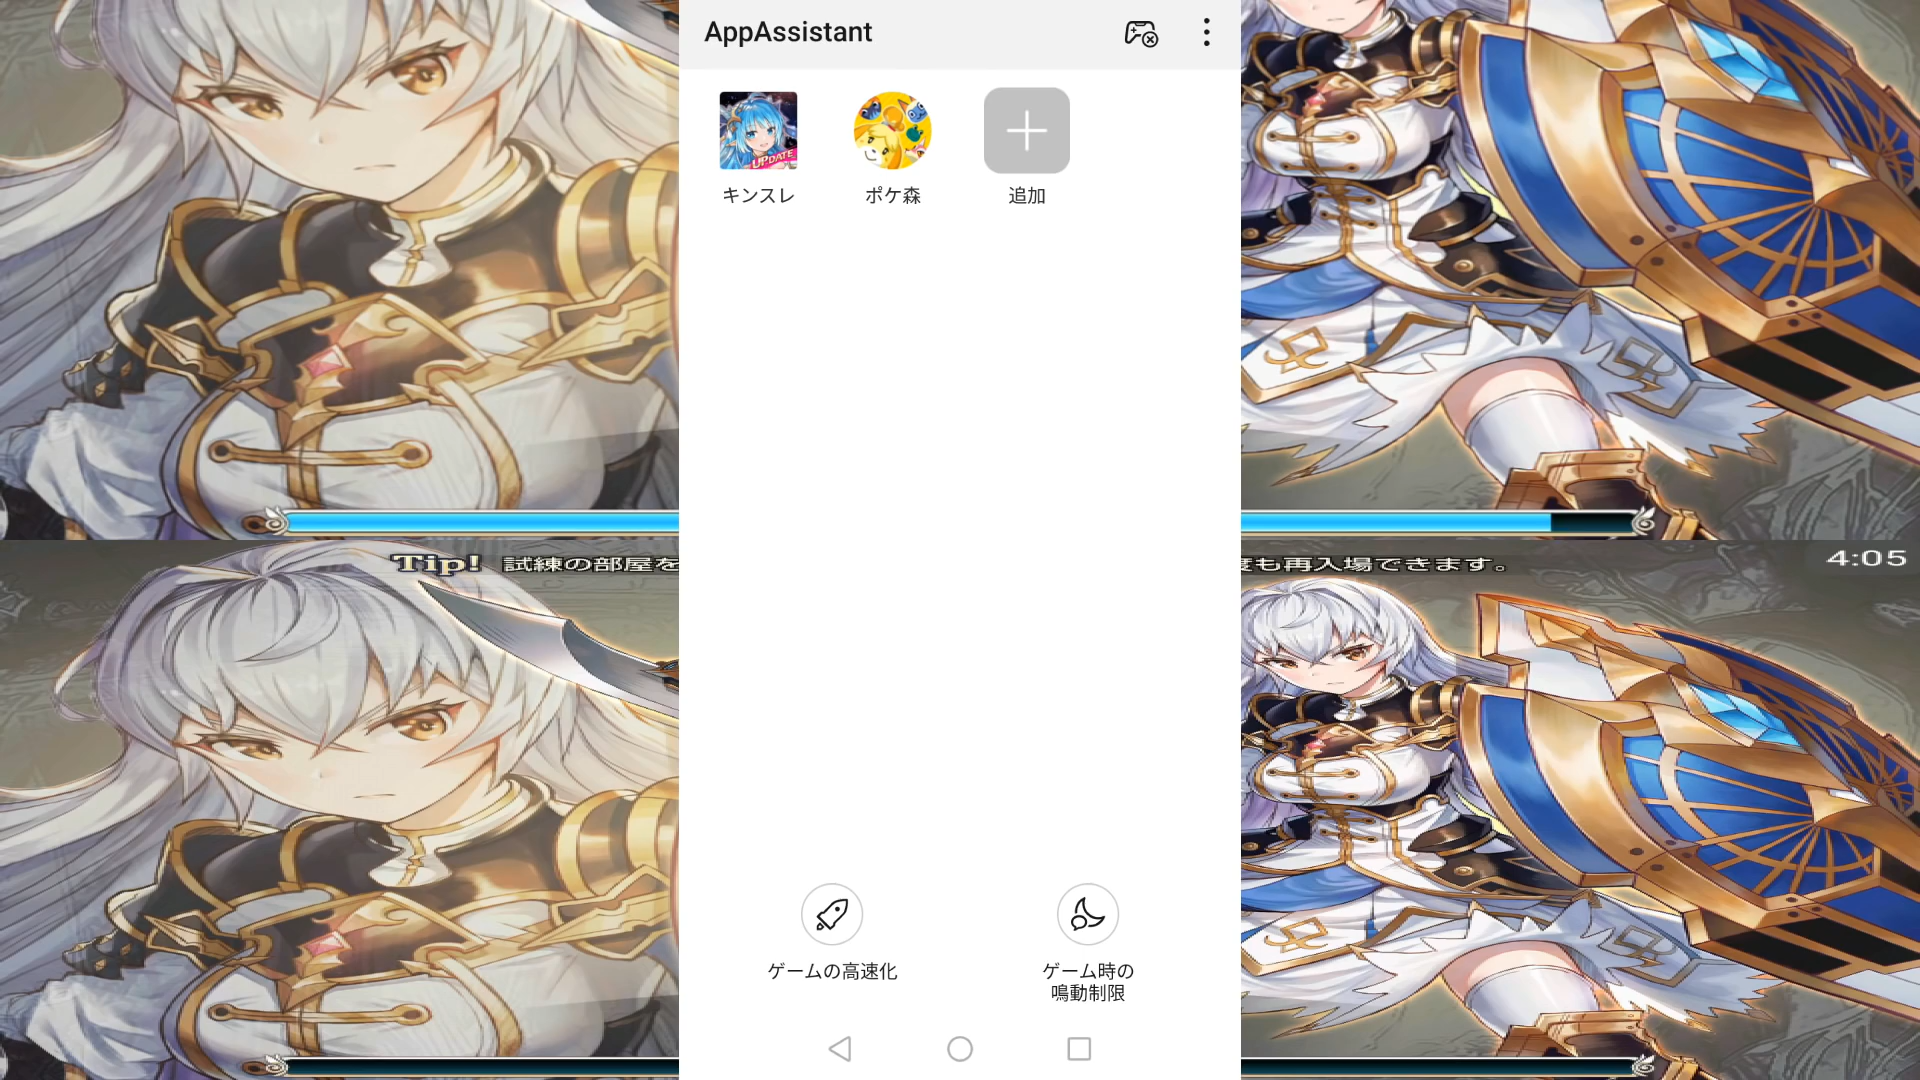 AppAssistant
UPDATE
キンスレ
ポケ森
追加
Tip! 試練の部屋を
度も再入場できます。
4:05
ゲームの高速化
ゲーム時の
鳴動制限